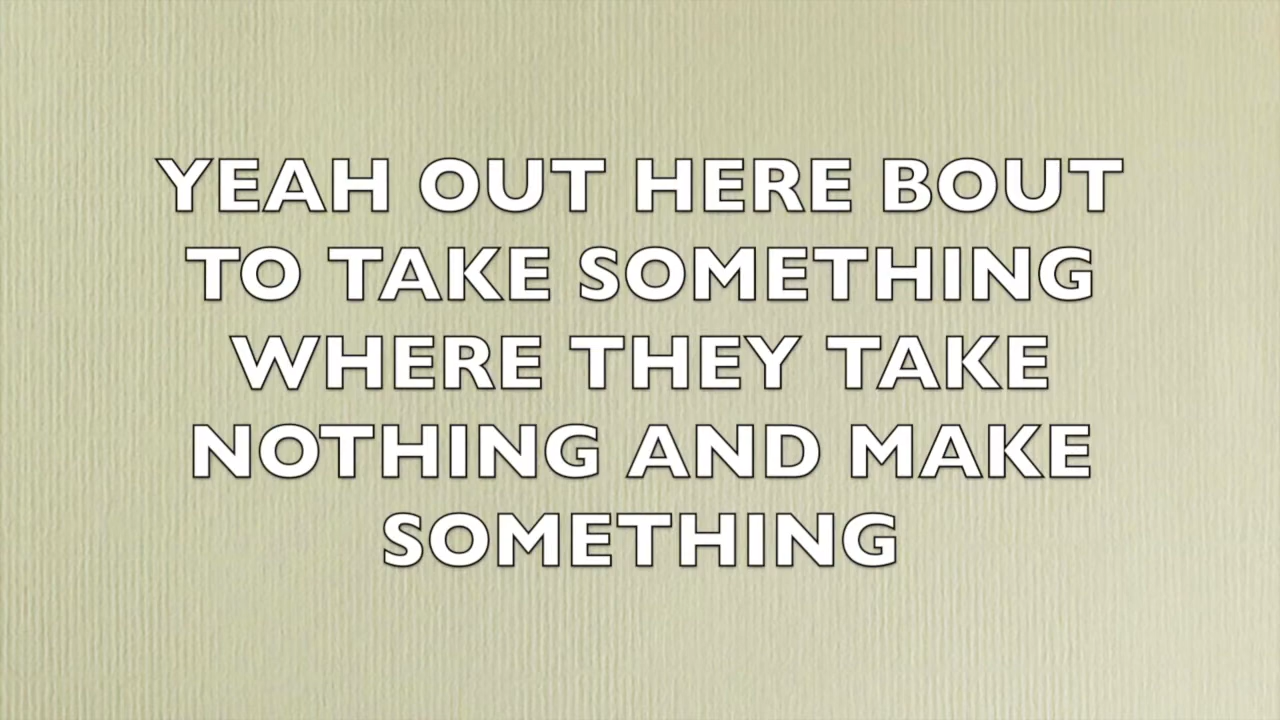 YEAH OUT HERE BOUT
TO TAKE SOMETHING
WHERE THEY TAKE
NOTHING AND MAKE
SOMETHING